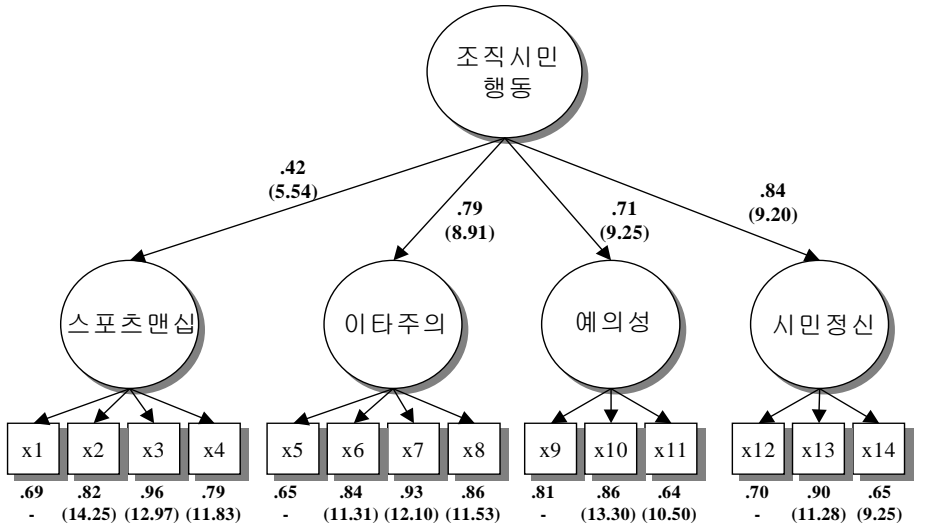 조직시민
행동
.42
(5.54)
.79
(8.91)
.71
(9.25)
.84
(9.20)
스포츠맨십
이타주의
예의성
시민정신
x1 x2 x3 x4 x5 x6 x7 x8 x9 x10 x11 x12 x13 x14
.69 .82 .96 .79 .65 .84 .93 .86 .81 .86 .64 .70 .90 .65
- (14.25) (12.97) (11.83) - (11.31) (12.10) (11.53) - (13.30) (10.50) - (11.28) (9.25)